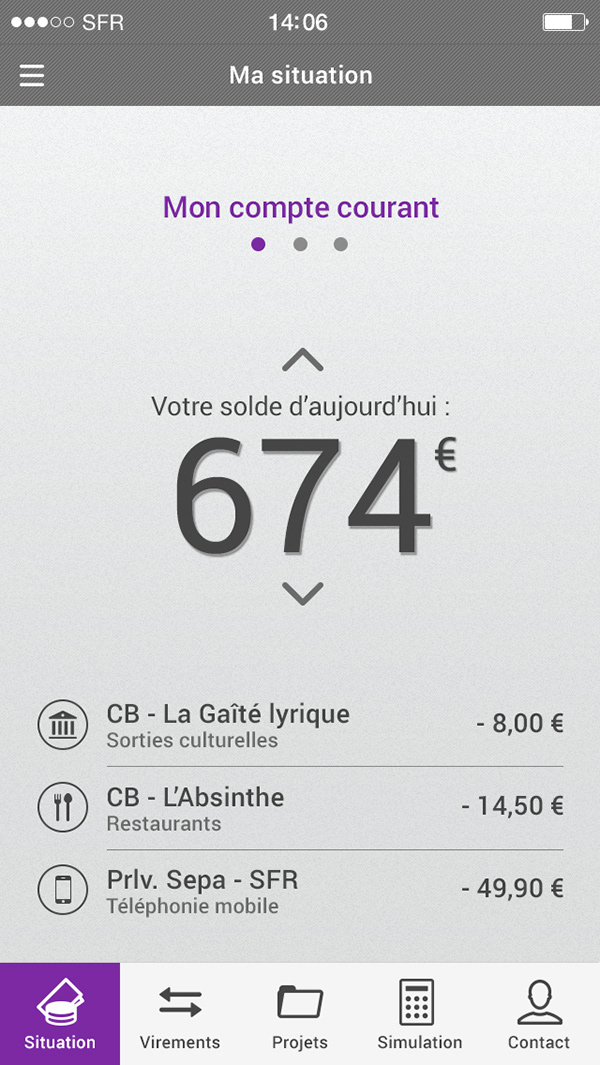 SFR 14:06
Ma situation
Mon compte courant
Votre solde d’aujourd’hui :
674€
CB - La Gaîté lyrique - 8,00 €
Sorties culturelles
CB - L’Absinthe - 14,50 €
Restaurants
Prlv. Sepa - SFR - 49,90 €
Téléphonie mobile
Situation Virements Projets Simulation Contact